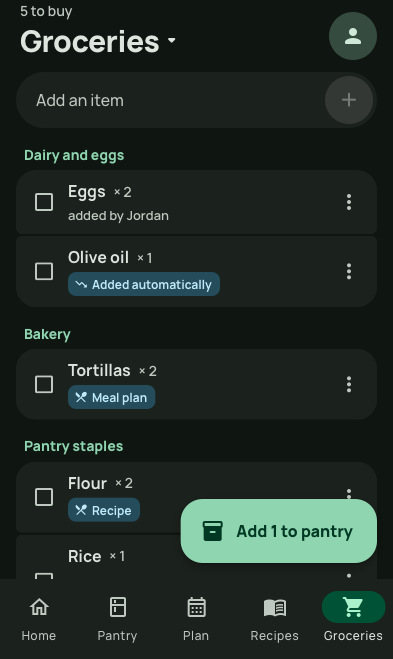 5 to buy
Groceries
Add an item
Dairy and eggs
Eggs × 2
added by Jordan
Olive oil × 1
Added automatically
Bakery
Tortillas × 2
Meal plan
Pantry staples
Flour × 2
Recipe
Add 1 to pantry
Rice × 1
Home Pantry Plan Recipes Groceries